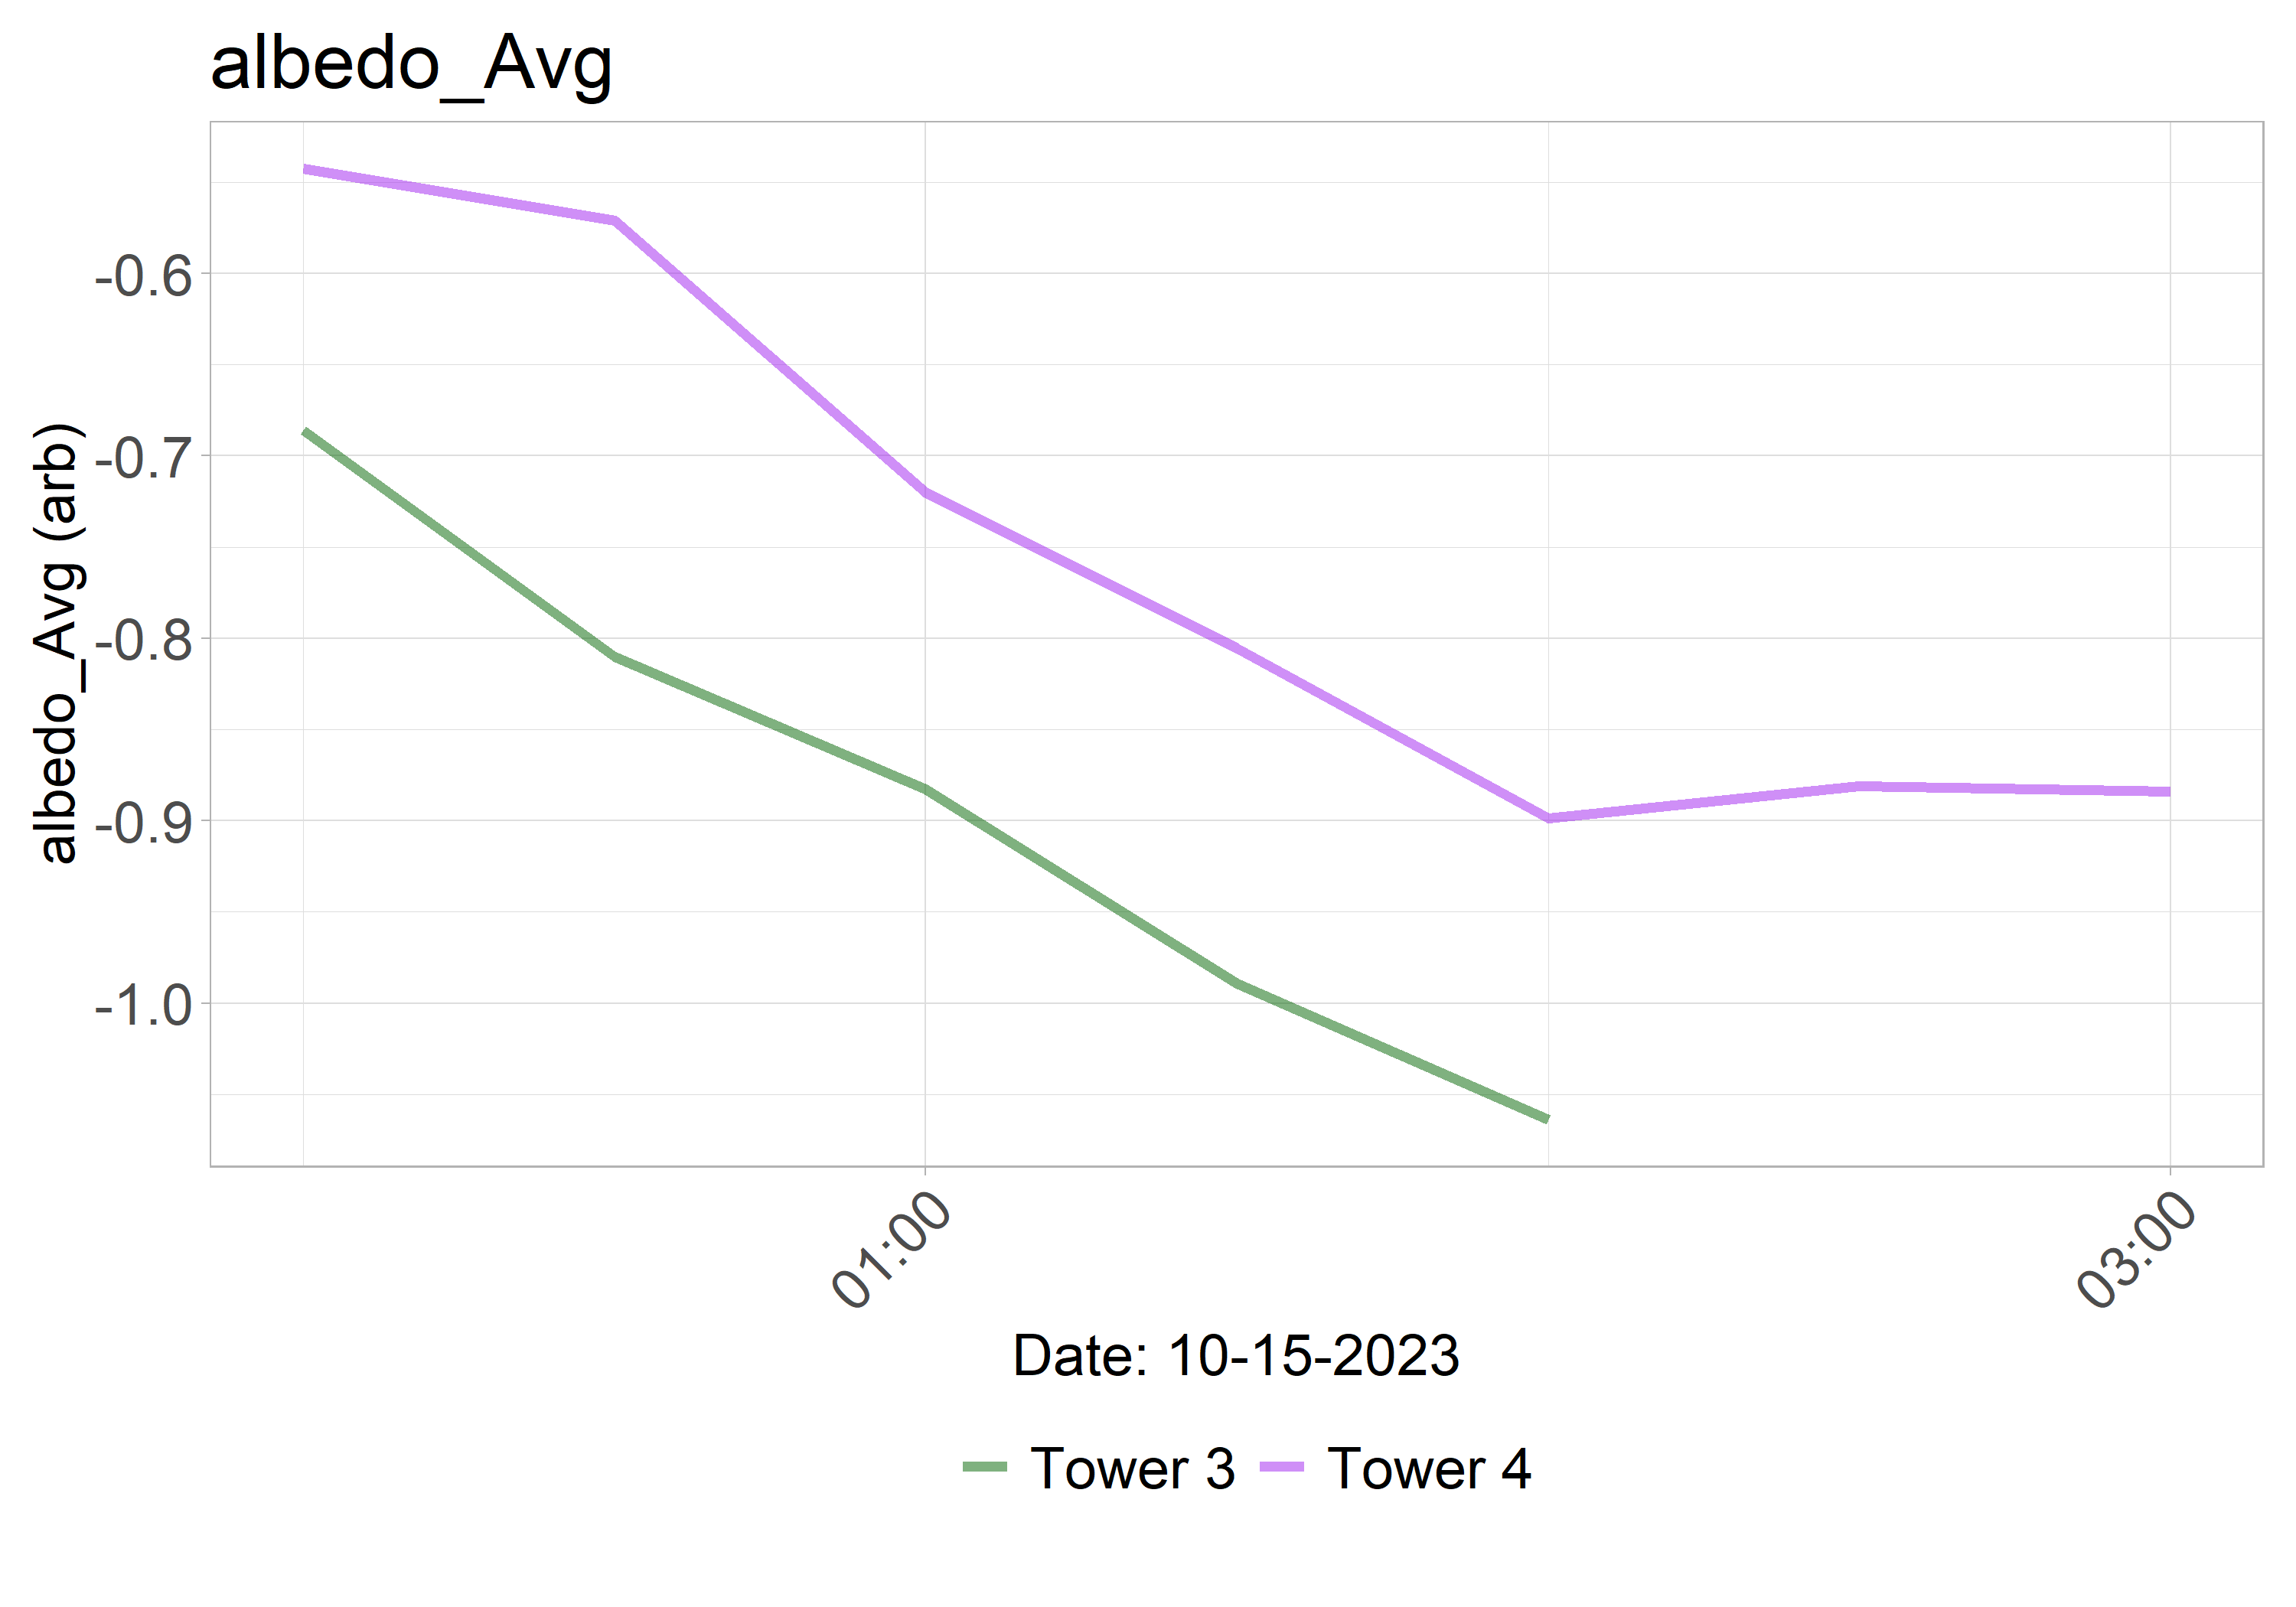 albedo_Avg
albedo_Avg (arb)
-0.6
-0.7
-0.8
-0.9
-1.0
01:00
03:00
Date: 10-15-2023
Tower 3 Tower 4